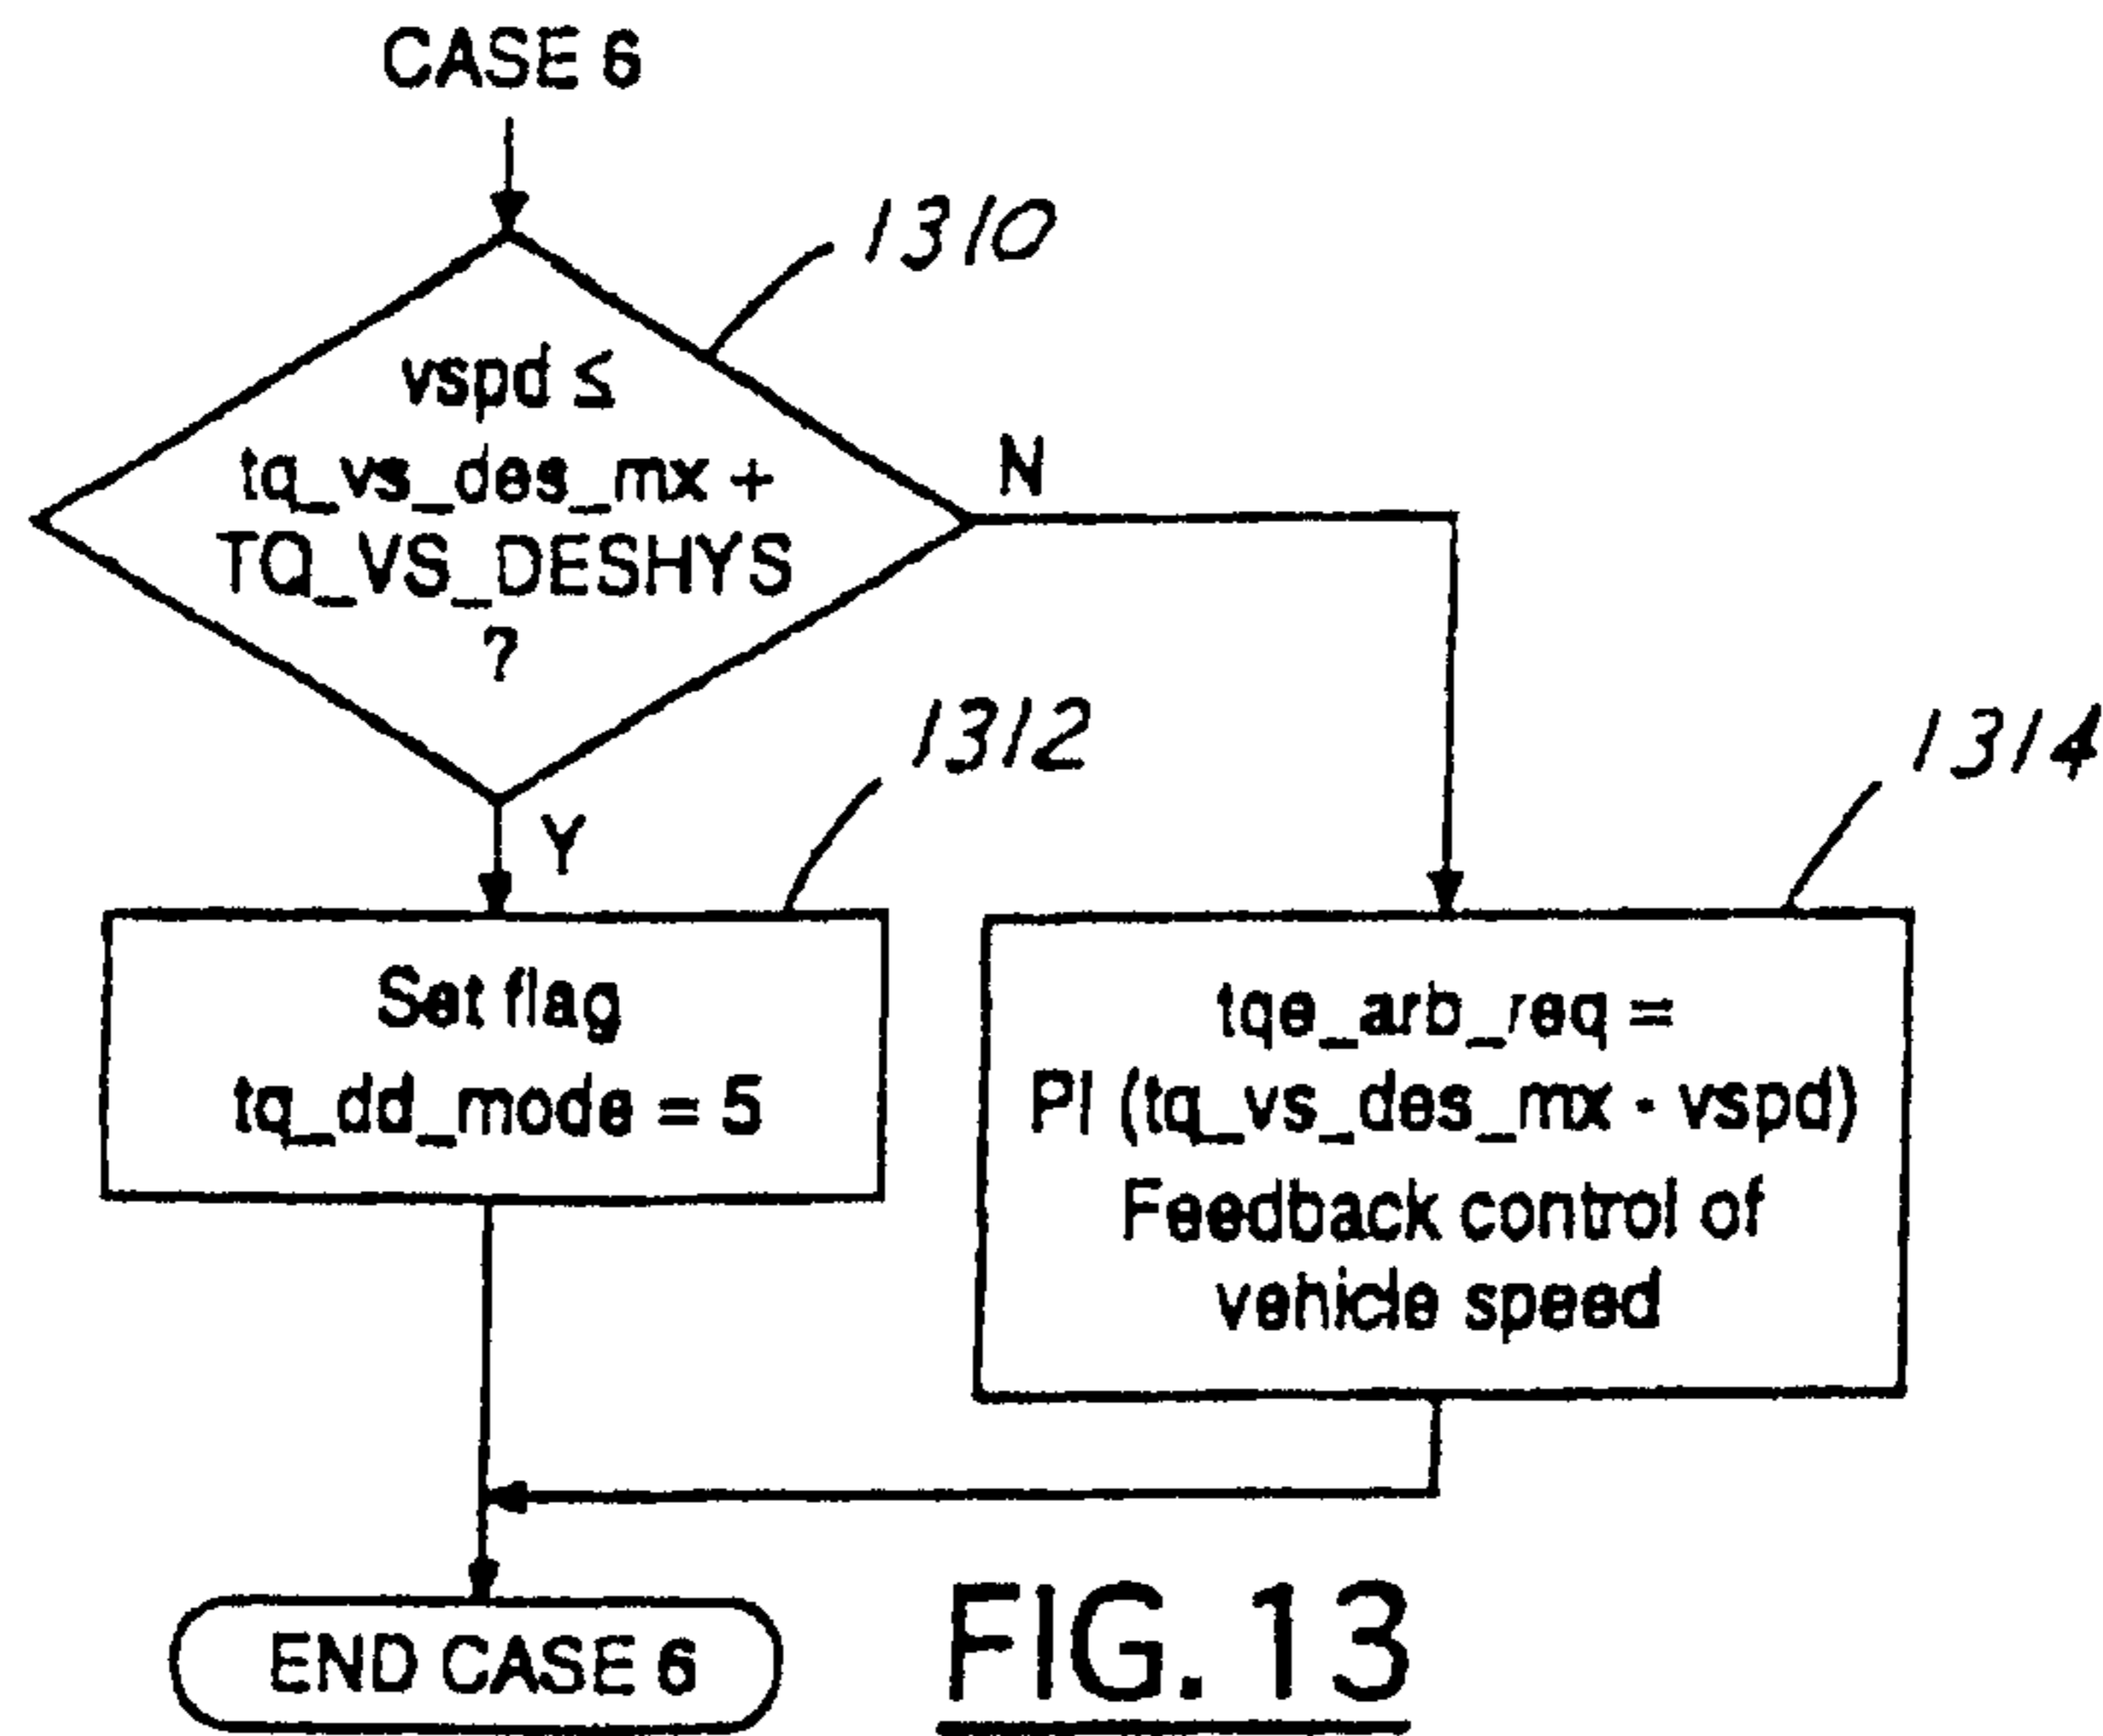 CASE 6
1310
vspd ≤
tq_vs_des_mx +
TQ_VS_DESHYS
?
N
Y
1312
1314
Set flag
tq_dd_mode = 5
tqe_arb_req =
PI (tq_vs_des_mx - vspd)
Feedback control of
vehicle speed
END CASE 6
FIG. 13